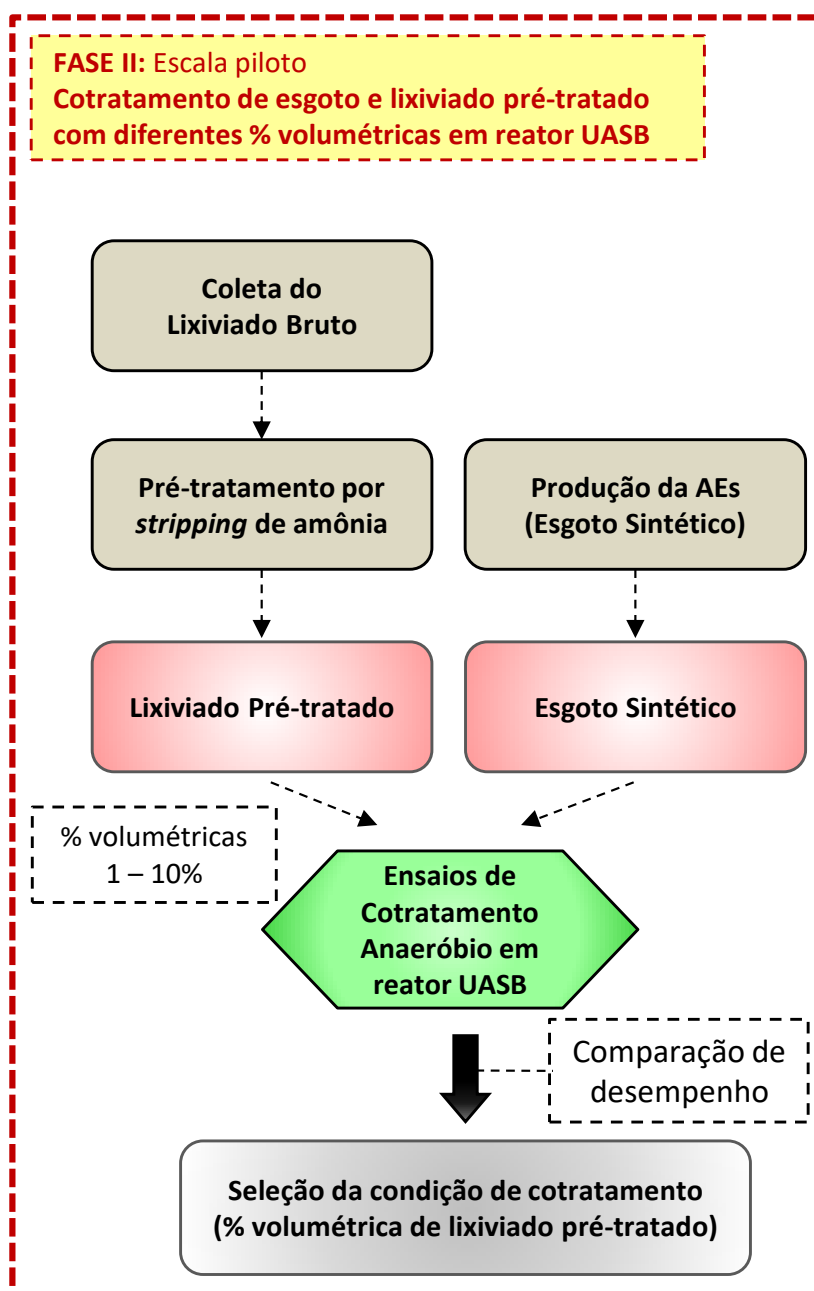 FASE II: Escala piloto
Cotratamento de esgoto e lixiviado pré-tratado
com diferentes % volumétricas em reator UASB
Coleta do
Lixiviado Bruto
Pré-tratamento por
stripping de amônia
Produção da AEs
(Esgoto Sintético)
Lixiviado Pré-tratado
Esgoto Sintético
% volumétricas
1 – 10%
Ensaios de
Cotratamento
Anaeróbio em
reator UASB
Comparação de
desempenho
Seleção da condição de cotratamento
(% volumétrica de lixiviado pré-tratado)